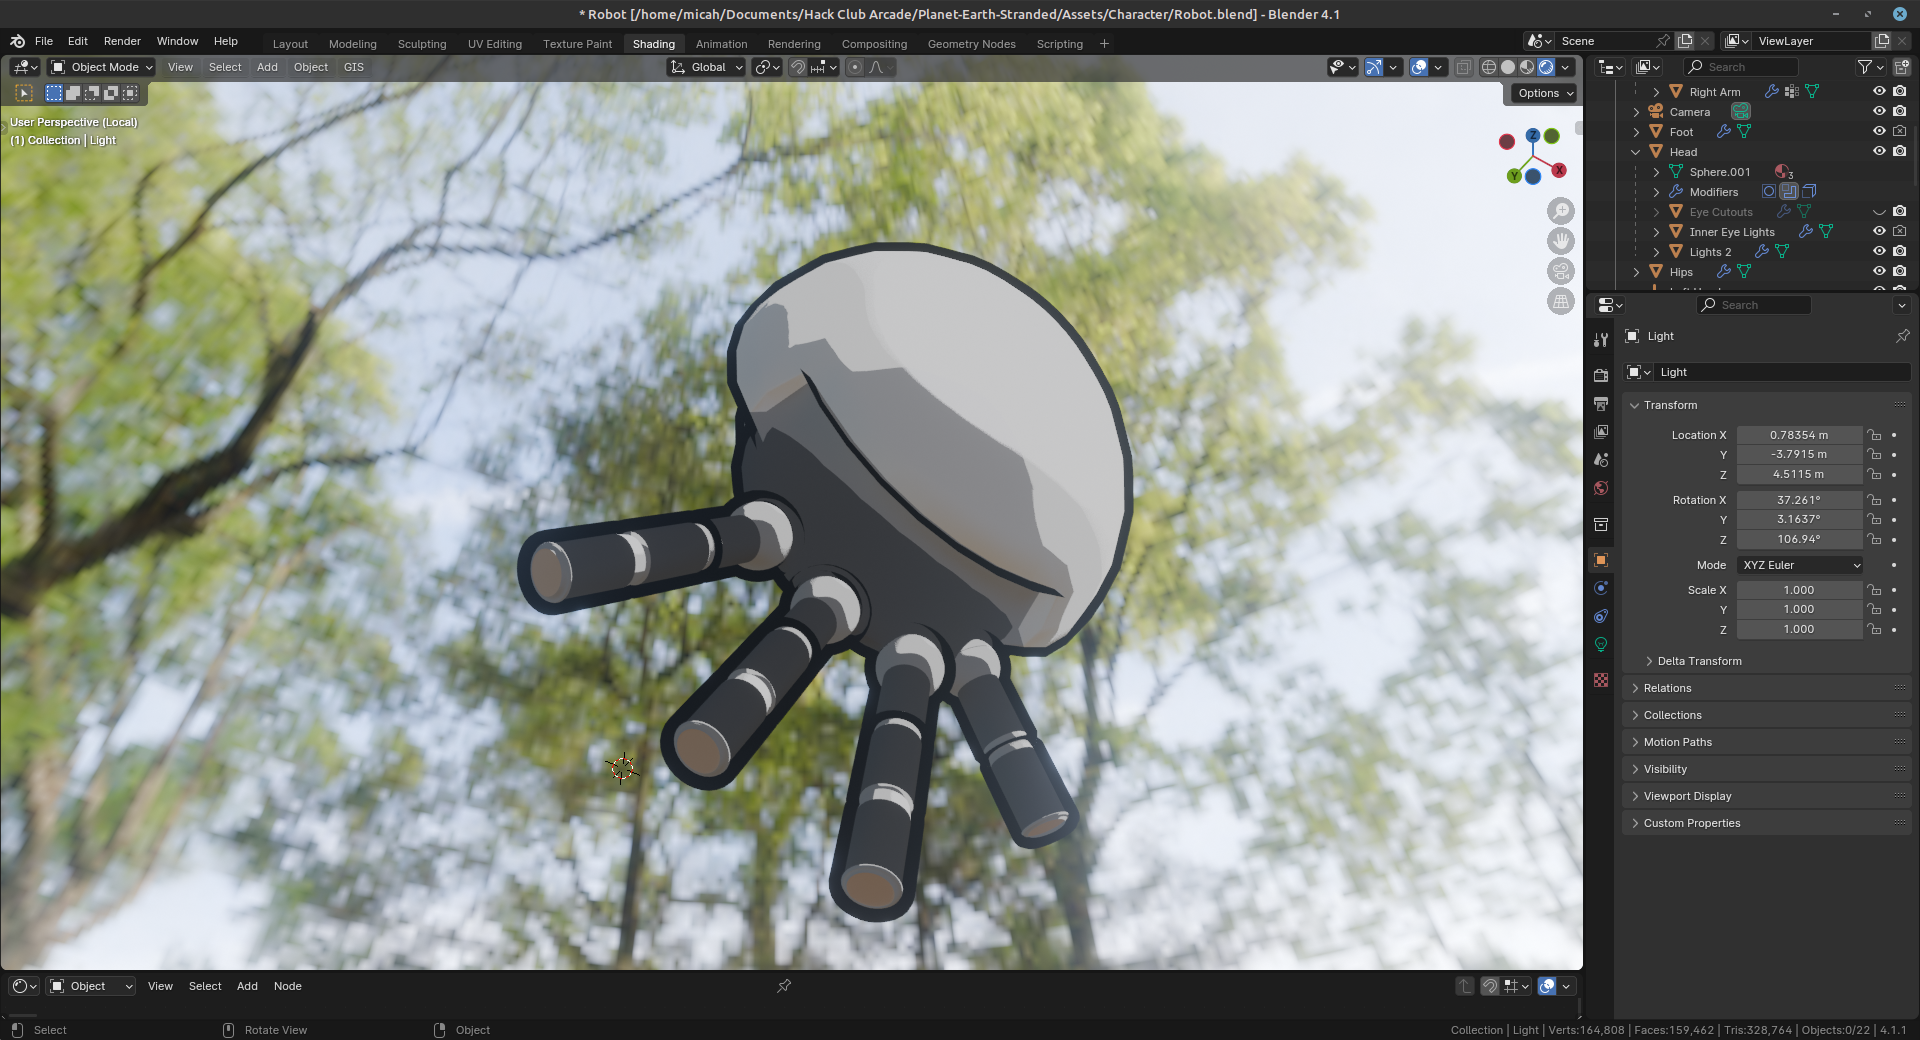 * Robot [/home/micah/Documents/Hack Club Arcade/Planet-Earth-Stranded/Assets/Character/Robot.blend] - Blender 4.1
File Edit Render Window Help
Layout Modeling Sculpting UV Editing Texture Paint Shading Animation Rendering Compositing Geometry Nodes Scripting +
Scene
ViewLayer
Object Mode View Select Add Object GIS
Global
Search
Options
User Perspective (Local)
(1) Collection | Light
Z
X
Y
Right Arm
Camera
Foot
Head
Sphere.001
3
Modifiers
Eye Cutouts
Inner Eye Lights
Lights 2
Hips
Search
Light
Light
Transform
Location X 0.78354 m
Y -3.7915 m
Z 4.5115 m
Rotation X 37.261°
Y 3.1637°
Z 106.94°
Mode XYZ Euler
Scale X 1.000
Y 1.000
Z 1.000
Delta Transform
Relations
Collections
Motion Paths
Visibility
Viewport Display
Custom Properties
Object View Select Add Node
Select Rotate View Object
Collection | Light | Verts:164,808 | Faces:159,462 | Tris:328,764 | Objects:0/22 | 4.1.1